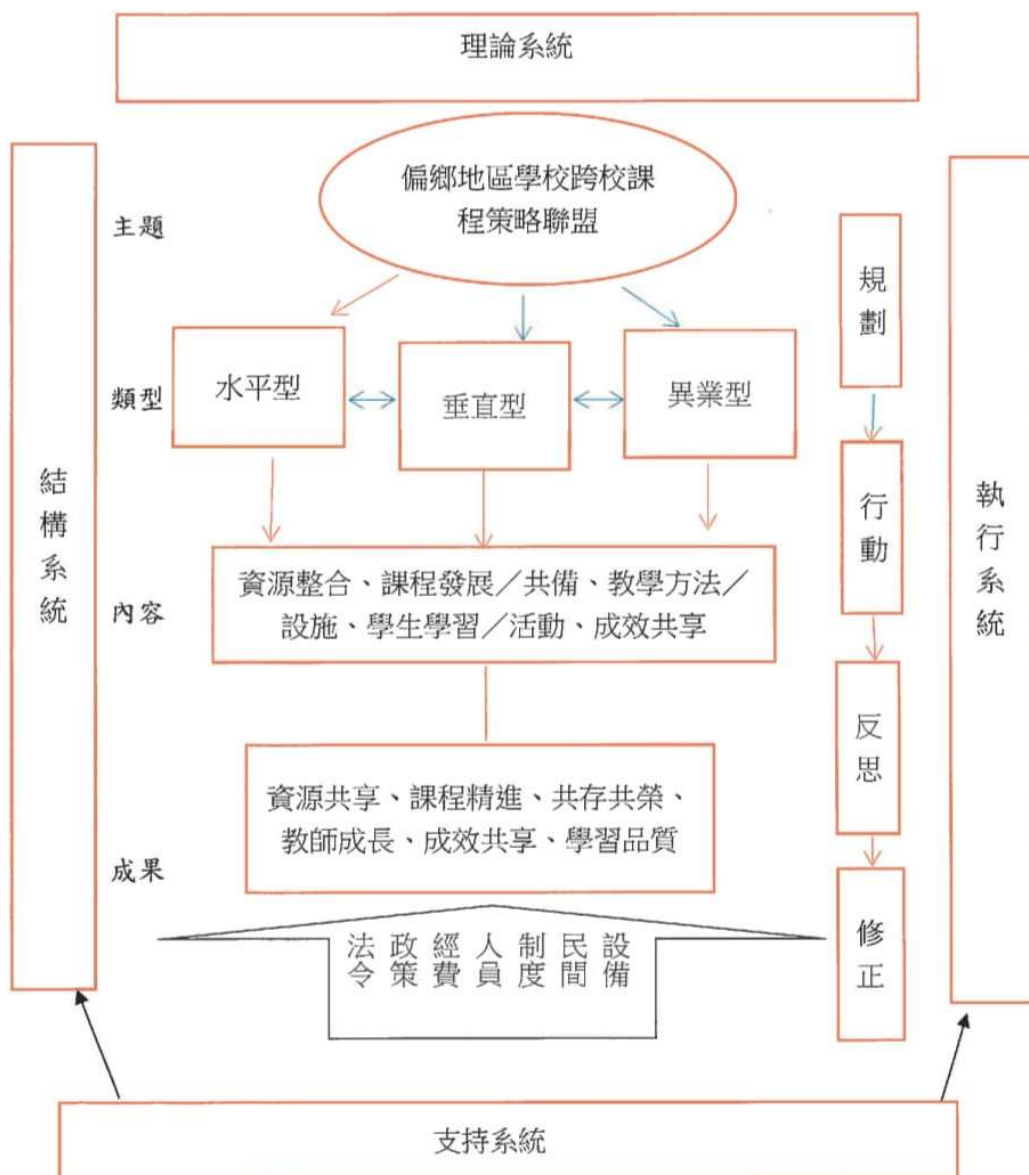 理論系統
偏鄉地區學校跨校課
程策略聯盟
主題
規劃
類型
水平型
垂直型
異業型
結構系統
執行系統
行動
內容
資源整合、課程發展／共備、教學方法／
設施、學生學習／活動、成效共享
反思
資源共享、課程精進、共存共榮、
教師成長、成效共享、學習品質
成果
修正
法令
政策
經費
人員
制度
民間
設備
支持系統